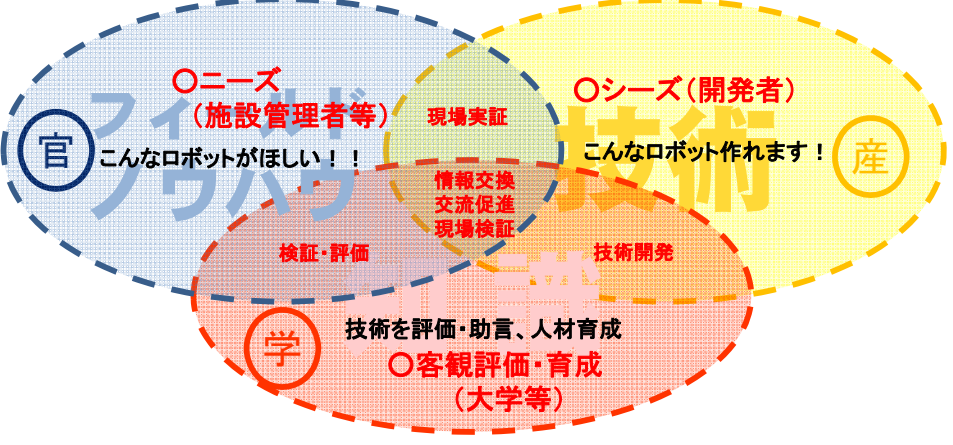 ○ニーズ
(施設管理者等)
フィールド
ノウハウ
官
こんなロボットがほしい!!
現場実証
○シーズ(開発者)
技術
こんなロボット作れます!
産
情報交換
交流促進
現場検証
検証・評価
技術開発
学
技術を評価・助言、人材育成
○客観評価・育成
(大学等)